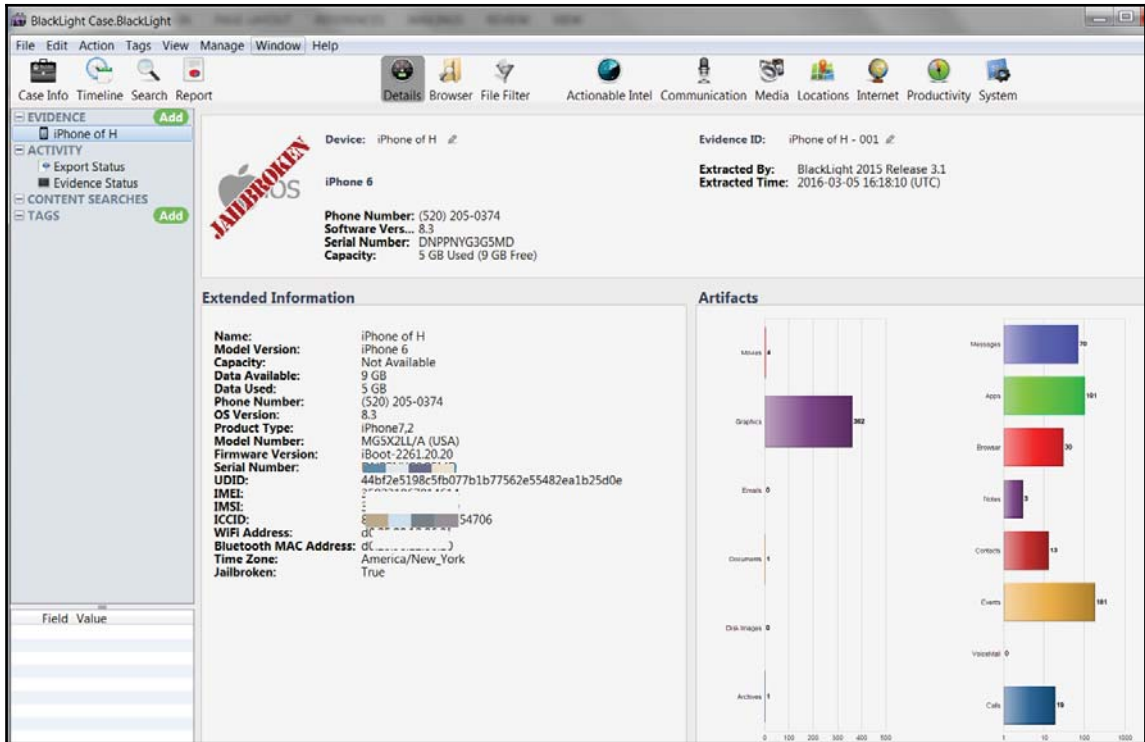 BlackLight Case.BlackLight
File Edit Action Tags View Manage Window Help
Case Info Timeline Search Report Details Browser File Filter Actionable Intel Communication Media Locations Internet Productivity System
EVIDENCE Add
iPhone of H
ACTIVITY
Export Status
Evidence Status
CONTENT SEARCHES
TAGS Add
Field Value
iOS
JAILBROKEN
Device: iPhone of H
iPhone 6
Phone Number: (520) 205-0374
Software Vers... 8.3
Serial Number: DNPPNYG3G5MD
Capacity: 5 GB Used (9 GB Free)
Evidence ID: iPhone of H - 001
Extracted By: BlackLight 2015 Release 3.1
Extracted Time: 2016-03-05 16:18:10 (UTC)
Extended Information
Name: iPhone of H
Model Version: iPhone 6
Capacity: Not Available
Data Available: 9 GB
Data Used: 5 GB
Phone Number: (520) 205-0374
OS Version: 8.3
Product Type: iPhone7,2
Model Number: MG5X2LL/A (USA)
Firmware Version: iBoot-2261.20.20
Serial Number:
UDID: 44bf2e5198c5fb077b1b77562e55482ea1b25d0e
IMEI:
IMSI:
ICCID: 54706
WiFi Address:
Bluetooth MAC Address:
Time Zone: America/New_York
Jailbroken: True
Artifacts
Movies 4
Graphics 362
Emails 0
Documents 1
Disk Images 0
Archives 1
0 100 200 300 400 500
Messages 70
Apps 101
Browser 30
Notes 3
Contacts 13
Events 181
Voicemail 0
Calls 19
1 10 100 1000